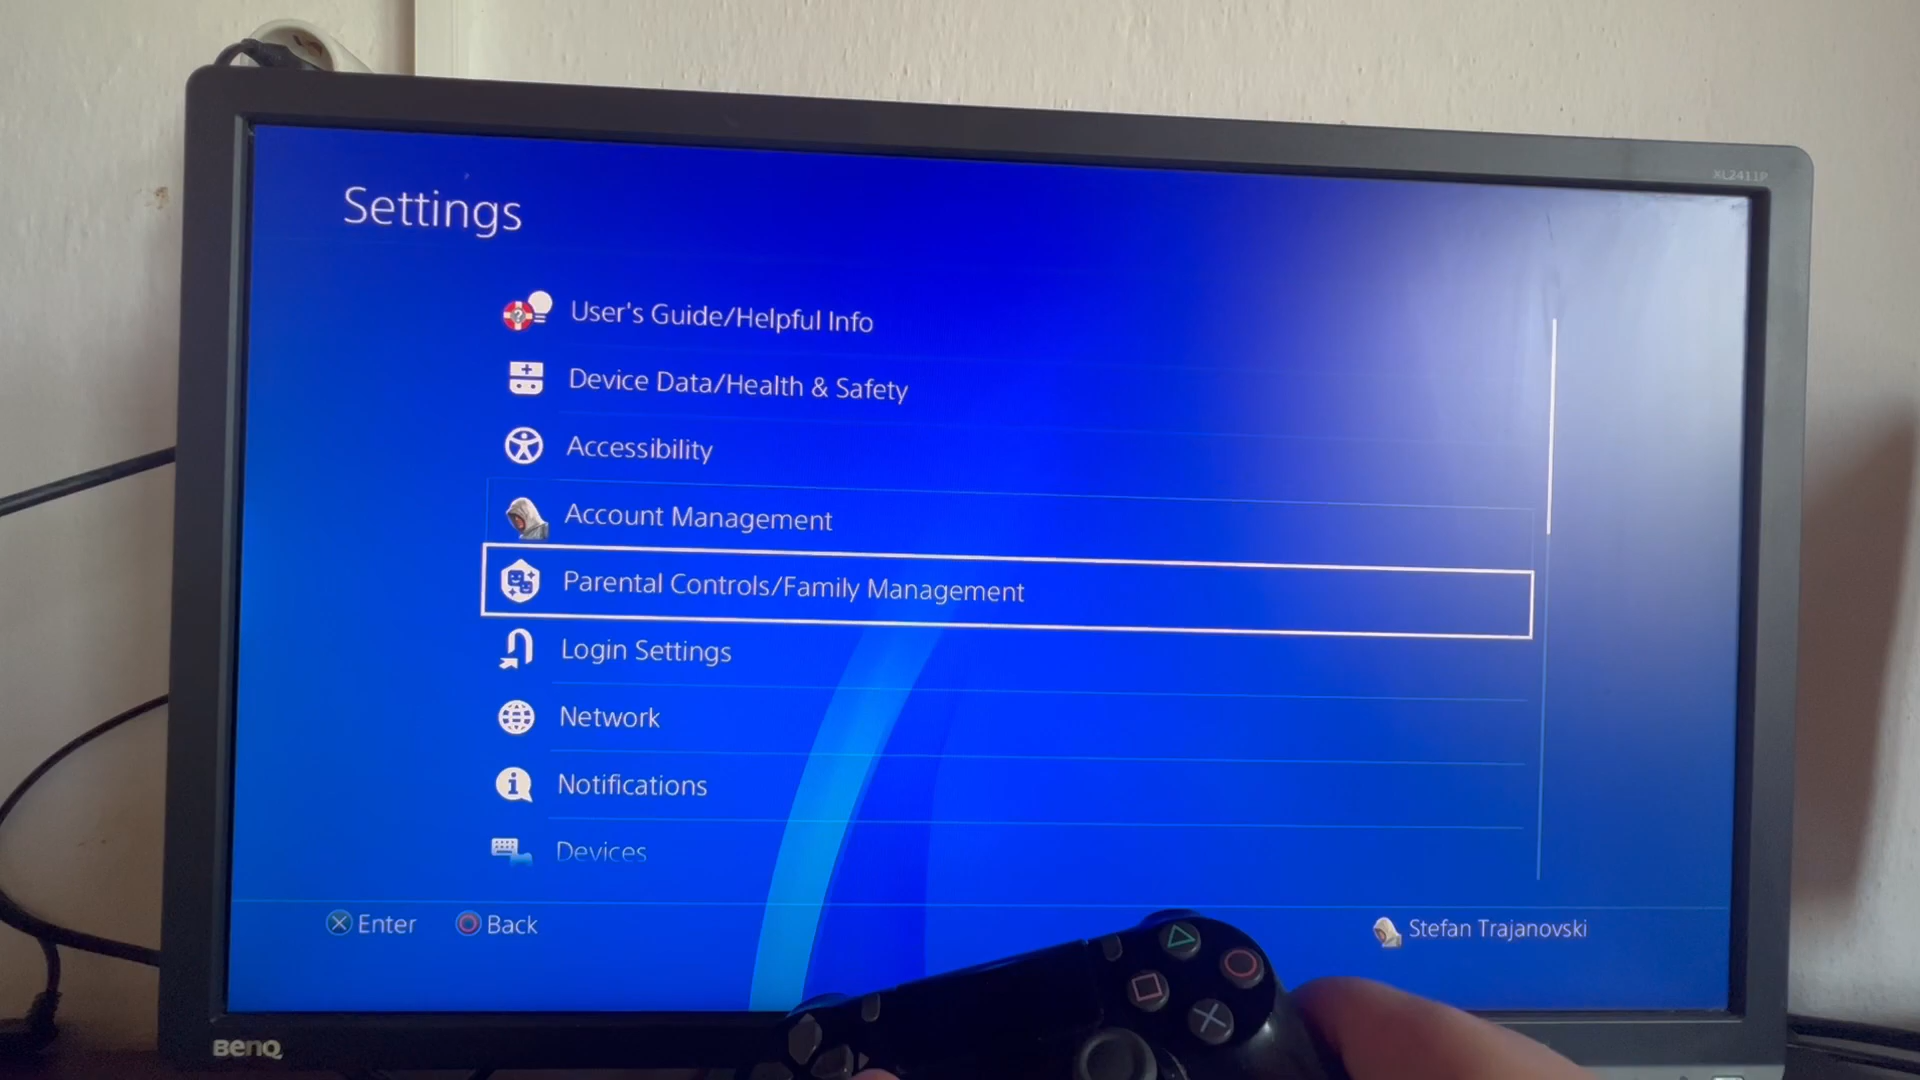 XL2411P
Settings
User's Guide/Helpful Info
Device Data/Health & Safety
Accessibility
Account Management
Parental Controls/Family Management
Login Settings
Network
Notifications
Devices
Enter
Back
Stefan Trajanovski
BenQ